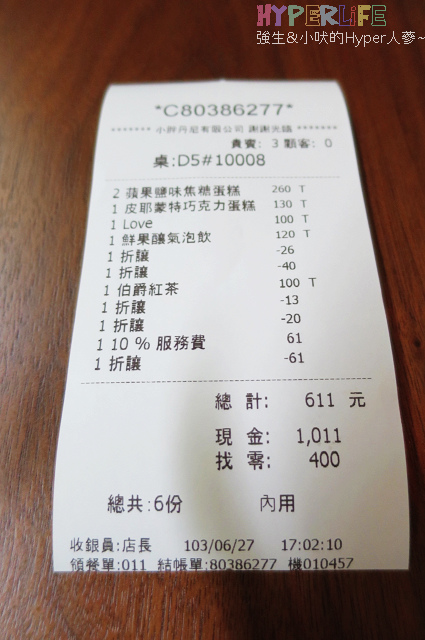 HYPERLiFE
強生&小吠的Hyper人蔘~
*C80386277*
******* 小胖丹尼有限公司 謝謝光臨 *******
貴賓: 3 顧客: 0
桌:D5#10008
2 蘋果鹽味焦糖蛋糕 260 T
1 皮耶蒙特巧克力蛋糕 130 T
1 Love 100 T
1 鮮果釀氣泡飲 120 T
1 折讓 -26
1 折讓 -40
1 伯爵紅茶 100 T
1 折讓 -13
1 折讓 -20
1 10 % 服務費 61
1 折讓 -61
總 計: 611 元
現 金: 1,011
找 零: 400
總共:6份 內用
收銀員:店長 103/06/27 17:02:10
領餐單:011 結帳單:80386277 機010457